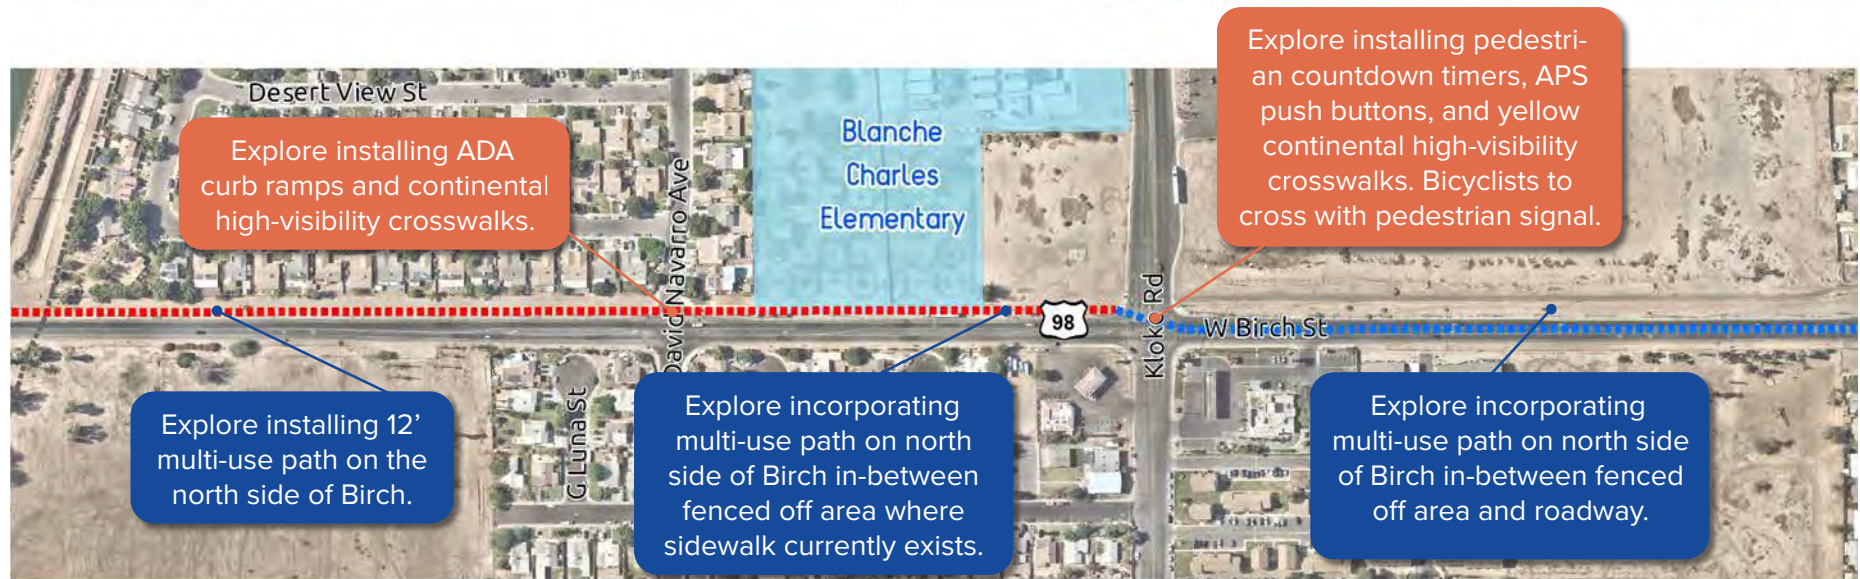 Explore installing pedestri-
an countdown timers, APS
push buttons, and yellow
continental high-visibility
crosswalks. Bicyclists to
cross with pedestrian signal.
Desert View St
Explore installing ADA
curb ramps and continental
high-visibility crosswalks.
David Navarro Ave
Blanche
Charles
Elementary
98
Kloke Rd
W Birch St
G Luna St
Explore installing 12’
multi-use path on the
north side of Birch.
Explore incorporating
multi-use path on north
side of Birch in-between
fenced off area where
sidewalk currently exists.
Explore incorporating
multi-use path on north side
of Birch in-between fenced
off area and roadway.